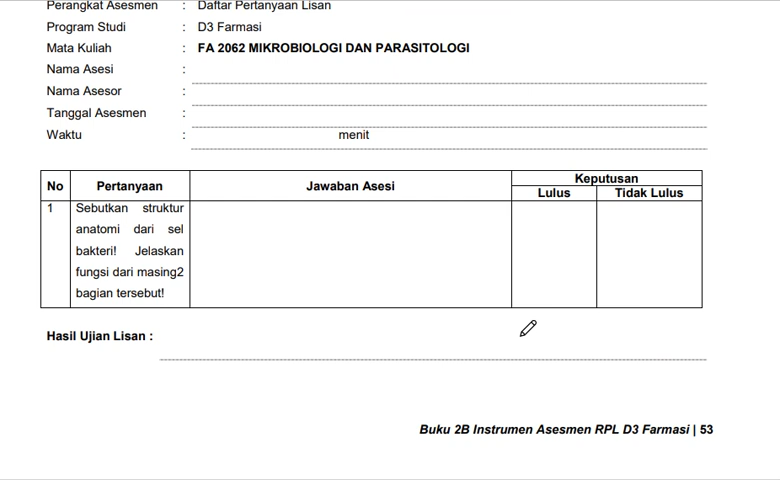 Perangkat Asesmen : Daftar Pertanyaan Lisan
Program Studi : D3 Farmasi
Mata Kuliah : FA 2062 MIKROBIOLOGI DAN PARASITOLOGI
Nama Asesi :
Nama Asesor :
Tanggal Asesmen :
Waktu : menit
No Pertanyaan Jawaban Asesi Keputusan
Lulus Tidak Lulus
1 Sebutkan struktur
anatomi dari sel
bakteri! Jelaskan
fungsi dari masing2
bagian tersebut!
Hasil Ujian Lisan :
Buku 2B Instrumen Asesmen RPL D3 Farmasi | 53